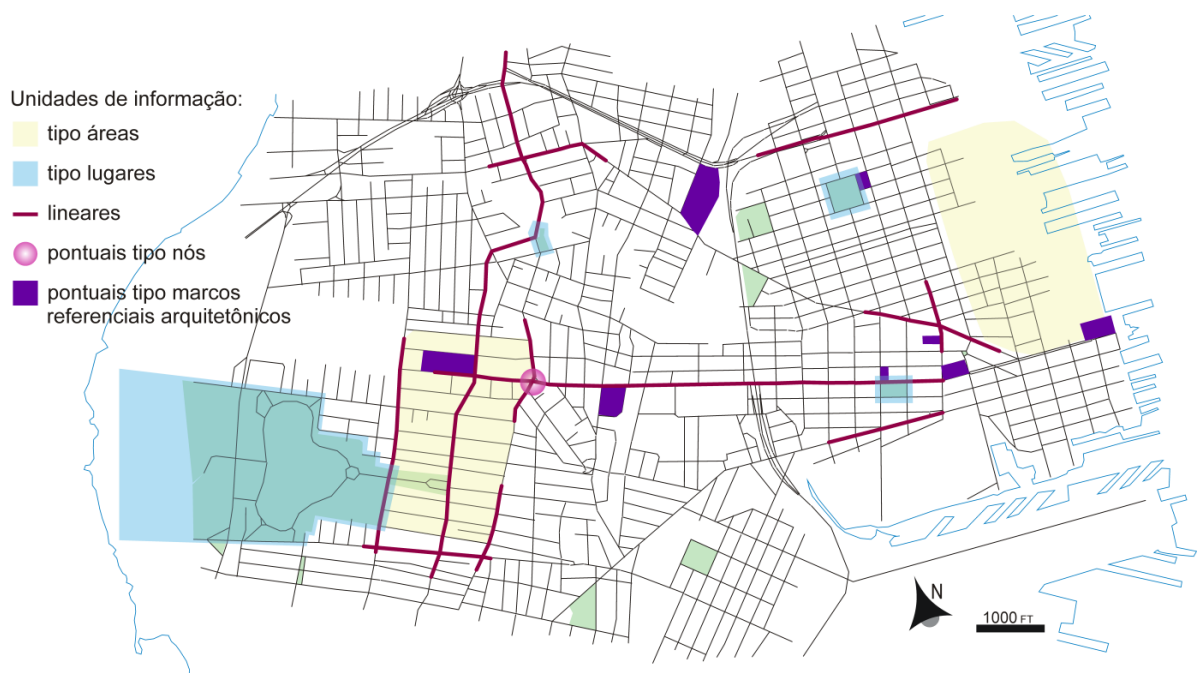 Unidades de informação:
tipo áreas
tipo lugares
lineares
pontuais tipo nós
pontuais tipo marcos
referenciais arquitetônicos
N
1000 FT